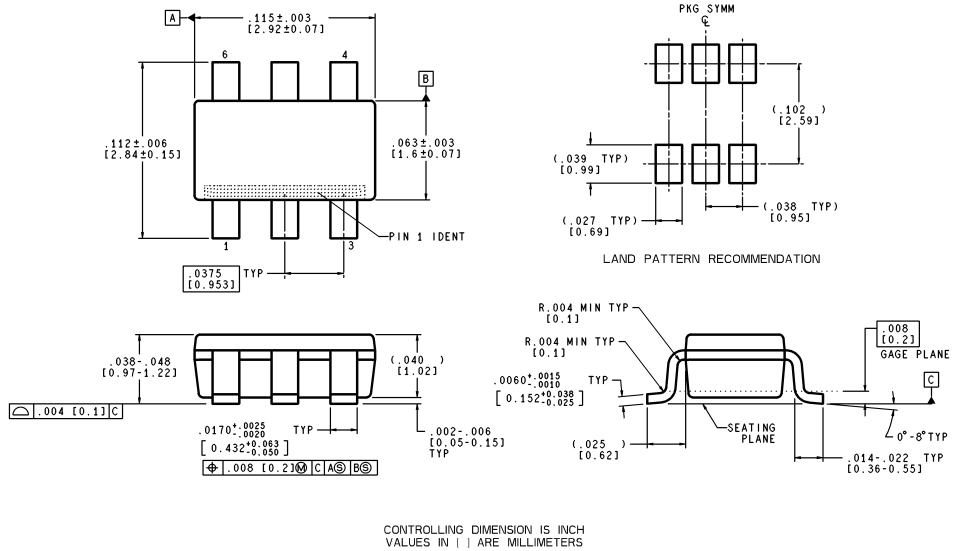 A
.115±.003
[2.92±0.07]
6
4
B
.112±.006
[2.84±0.15]
.063±.003
[1.6±0.07]
PIN 1 IDENT
1
3
.0375
[0.953]
TYP
PKG SYMM
℄
(.102 )
[2.59]
(.039 TYP)
[0.99]
(.027 TYP)
[0.69]
(.038 TYP)
[0.95]
LAND PATTERN RECOMMENDATION
.038-.048
[0.97-1.22]
(.040 )
[1.02]
⌓ .004 [0.1] C
.0170+.0025
-.0020
[0.432+0.063
-0.050]
TYP
.002-.006
[0.05-0.15]
TYP
⌖ .008 [0.2]Ⓜ C AⓈ BⓈ
R.004 MIN TYP
[0.1]
R.004 MIN TYP
[0.1]
.0060+.0015
-.0010
[0.152+0.038
-0.025]
TYP
.008
[0.2]
GAGE PLANE
C
SEATING
PLANE
(.025 )
[0.62]
0°-8°TYP
.014-.022 TYP
[0.36-0.55]
CONTROLLING DIMENSION IS INCH
VALUES IN [ ] ARE MILLIMETERS